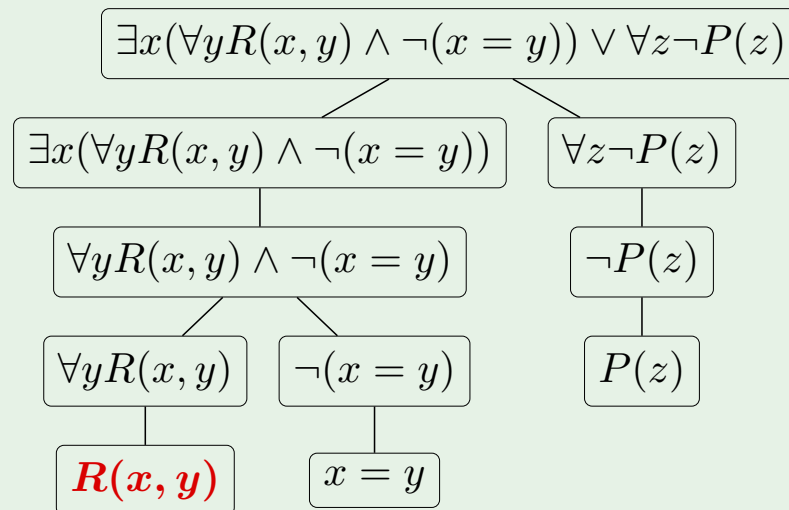 ∃x(∀yR(x, y) ∧ ¬(x = y)) ∨ ∀z¬P(z)
∃x(∀yR(x, y) ∧ ¬(x = y))
∀z¬P(z)
∀yR(x, y) ∧ ¬(x = y)
¬P(z)
∀yR(x, y)
¬(x = y)
P(z)
R(x, y)
x = y